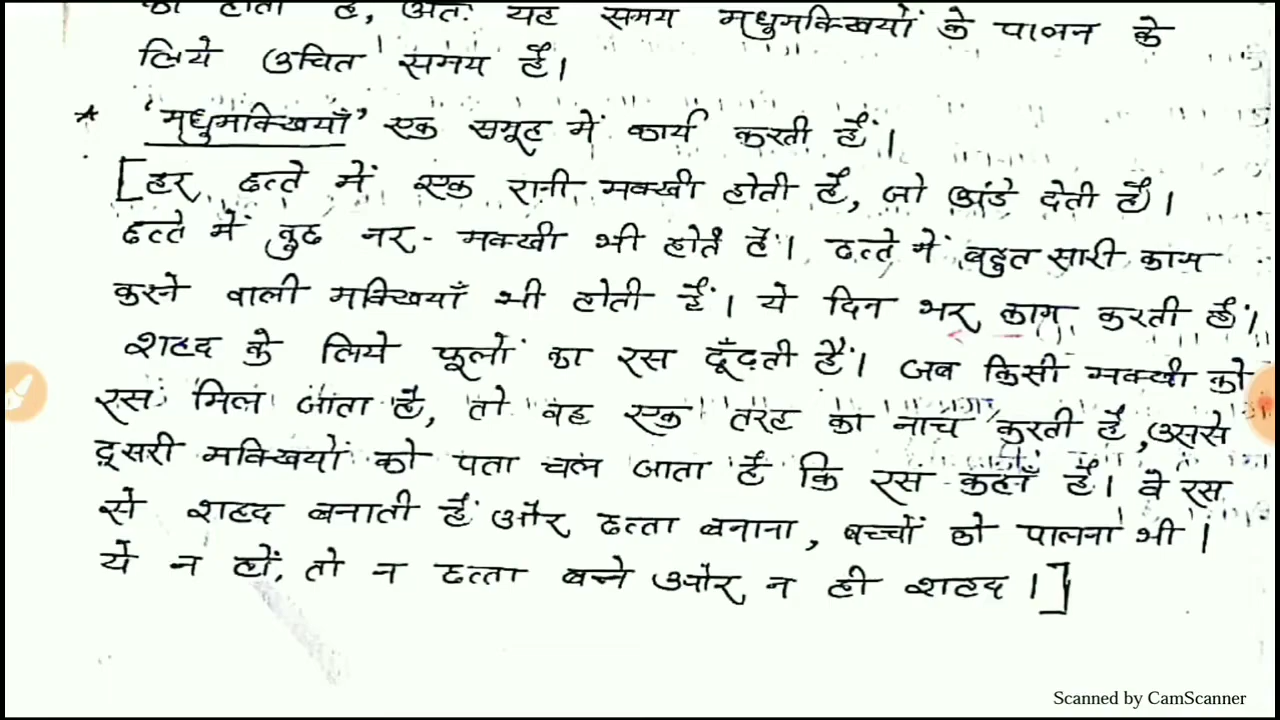 का होता है, अतः यह समय मधुमक्खियों के पालन के
लिये उचित समय है।
* 'मधुमक्खियाँ' एक समूह में कार्य करती हैं।
[हर छत्ते में एक रानी मक्खी होती है, जो अंडे देती है।
छत्ते में कुछ नर - मक्खी भी होते हैं। छत्ते में बहुत सारी काम
करने वाली मक्खियाँ भी होती हैं। ये दिन भर काम करती हैं।
शहद के लिये फूलों का रस ढूँढ़ती हैं। जब किसी मक्खी को
रस मिल जाता है, तो वह एक तरह का नाच करती है, उससे
दूसरी मक्खियों को पता चल जाता है कि रस कहाँ है। वे रस
से शहद बनाती हैं और छत्ता बनाना, बच्चों को पालना भी।
ये न हों, तो न छत्ता बने और न ही शहद।]
Scanned by CamScanner